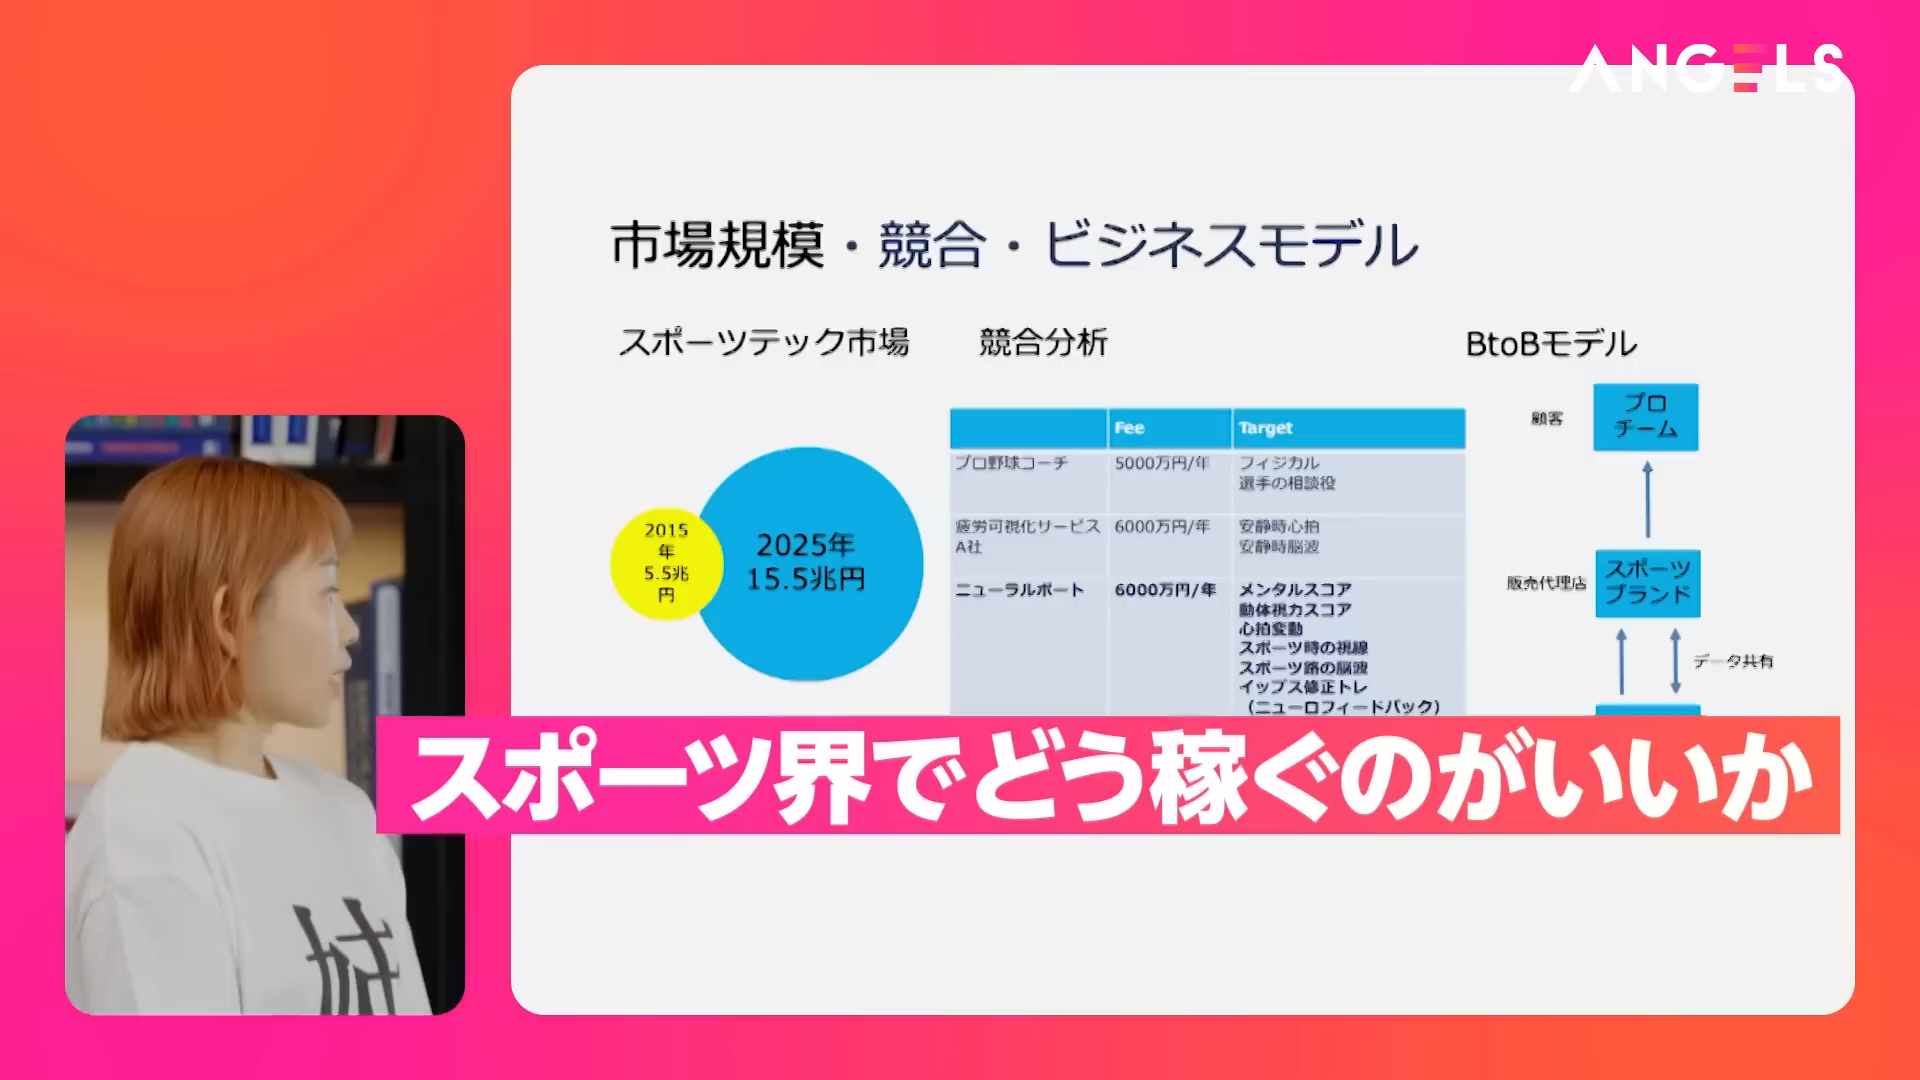 ANGELS
市場規模・競合・ビジネスモデル
スポーツテック市場
競合分析
BtoBモデル
2015
年
5.5兆
円
2025年
15.5兆円
Fee
Target
プロ野球コーチ
5000万円/年
フィジカル
選手の相談役
疲労可視化サービス
A社
6000万円/年
安静時心拍
安静時脳波
ニューラルポート
6000万円/年
メンタルスコア
動体視力スコア
心拍変動
スポーツ時の視線
スポーツ時の脳波
イップス修正トレ
（ニューロフィードバック）
顧客
プロ
チーム
販売代理店
スポーツ
ブランド
データ共有
スポーツ界でどう稼ぐのがいいか